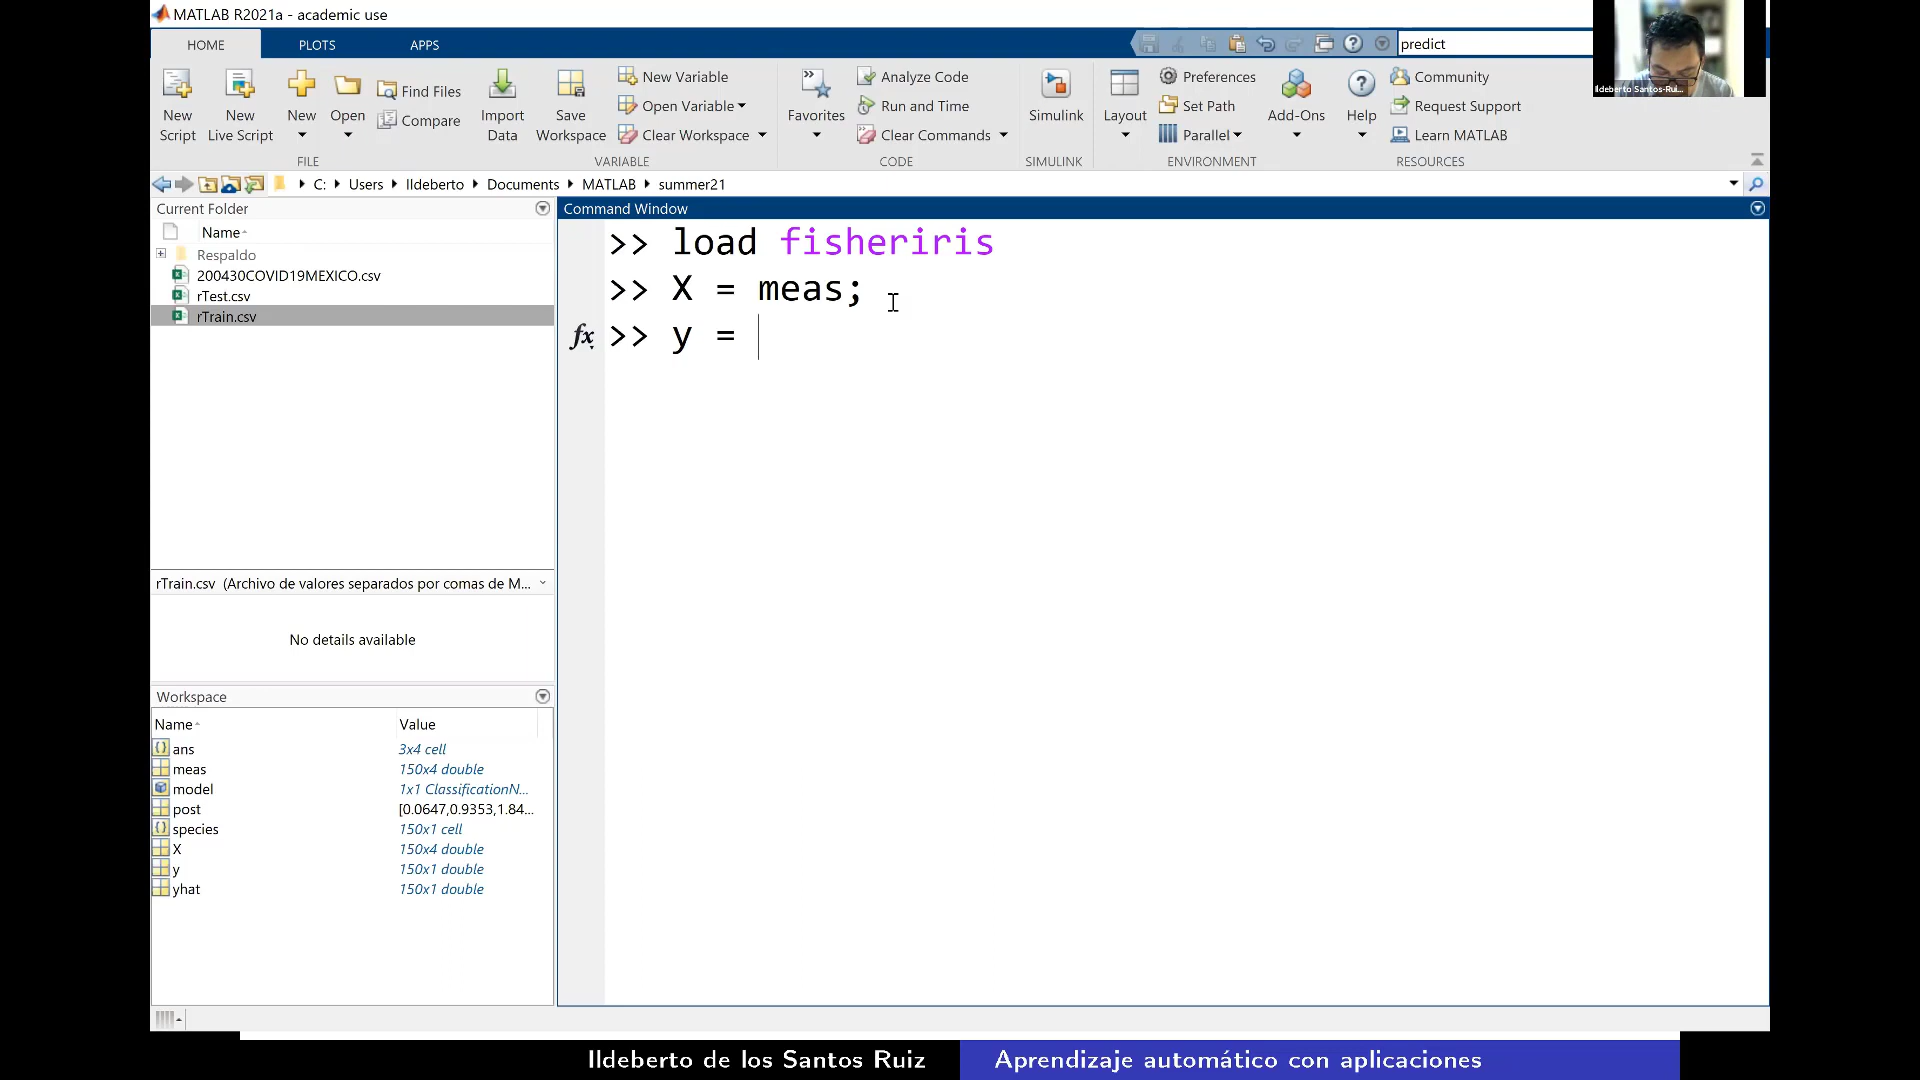 MATLAB R2021a - academic use
HOME PLOTS APPS
predict
Ildeberto Santos-Rui...
New Script
New Live Script
New
Open
Find Files
Compare
Import Data
Save Workspace
New Variable
Open Variable
Clear Workspace
Favorites
Analyze Code
Run and Time
Clear Commands
Simulink
Layout
Preferences
Set Path
Parallel
Add-Ons
Help
Community
Request Support
Learn MATLAB
FILE VARIABLE CODE SIMULINK ENVIRONMENT RESOURCES
C: Users Ildeberto Documents MATLAB summer21
Current Folder
Name
Respaldo
200430COVID19MEXICO.csv
rTest.csv
rTrain.csv
rTrain.csv (Archivo de valores separados por comas de M...
No details available
Workspace
Name Value
ans 3x4 cell
meas 150x4 double
model 1x1 ClassificationN...
post [0.0647,0.9353,1.84...
species 150x1 cell
X 150x4 double
y 150x1 double
yhat 150x1 double
Command Window
>> load fisheriris
>> X = meas;
fx >> y =
Ildeberto de los Santos Ruiz Aprendizaje automático con aplicaciones